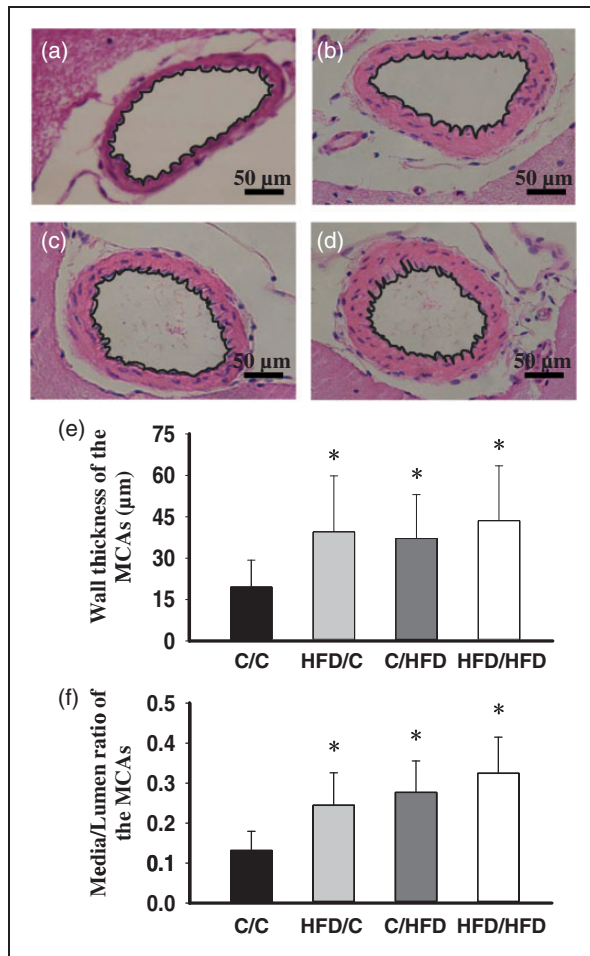 (a)
50 µm
(b)
50 µm
(c)
50 µm
(d)
50 µm
(e)
Wall thickness of the
MCAs (µm)
75
60
45
30
15
0
*
*
*
C/C HFD/C C/HFD HFD/HFD
(f)
Media/Lumen ratio of
the MCAs
0.5
0.4
0.3
0.2
0.1
0.0
*
*
*
C/C HFD/C C/HFD HFD/HFD